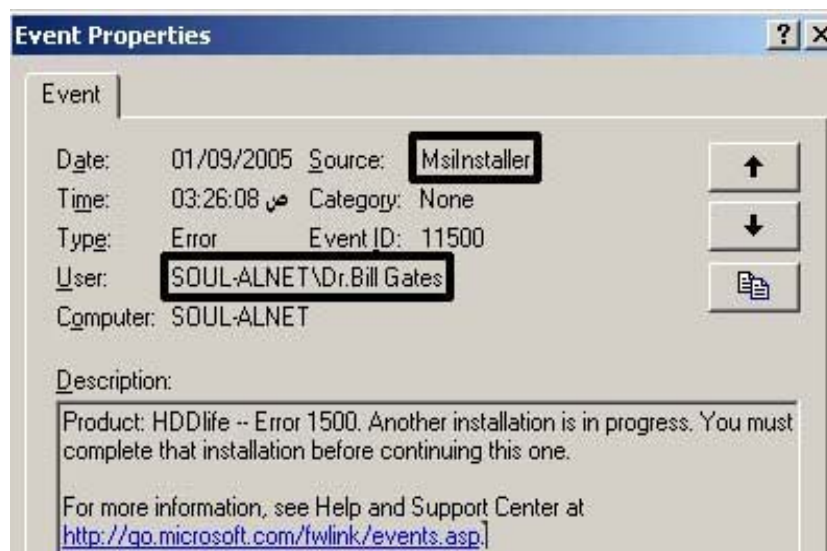 Event Properties
Event
Date: 01/09/2005 Source: MsiInstaller
Time: 03:26:08 ص Category: None
Type: Error Event ID: 11500
User: SOUL-ALNET\Dr.Bill Gates
Computer: SOUL-ALNET
Description:
Product: HDDlife -- Error 1500. Another installation is in progress. You must
complete that installation before continuing this one.
For more information, see Help and Support Center at
http://go.microsoft.com/fwlink/events.asp.